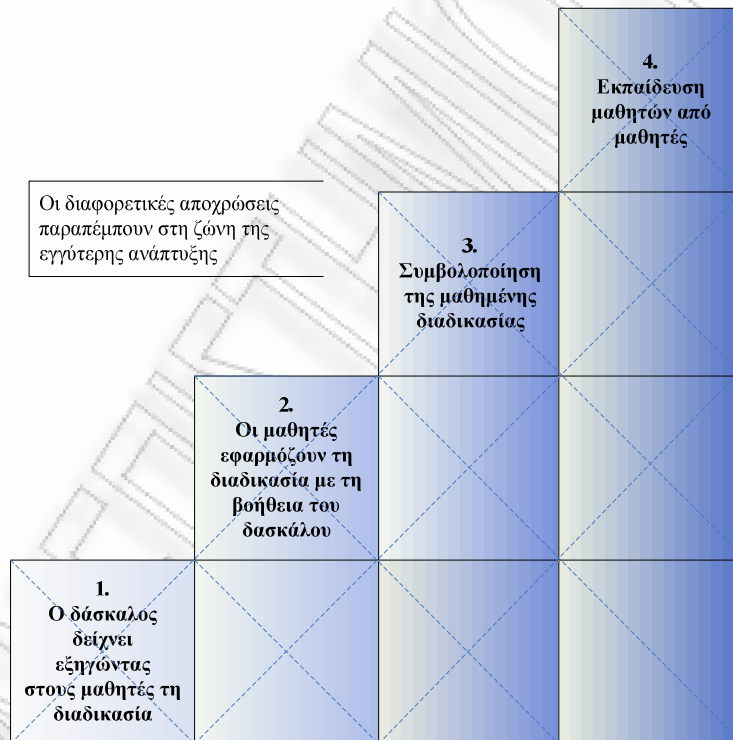 4.
Εκπαίδευση
μαθητών από
μαθητές
Οι διαφορετικές αποχρώσεις
παραπέμπουν στη ζώνη της
εγγύτερης ανάπτυξης
3.
Συμβολοποίηση
της μαθημένης
διαδικασίας
2.
Οι μαθητές
εφαρμόζουν τη
διαδικασία με τη
βοήθεια του
δασκάλου
1.
Ο δάσκαλος
δείχνει
εξηγώντας
στους μαθητές τη
διαδικασία